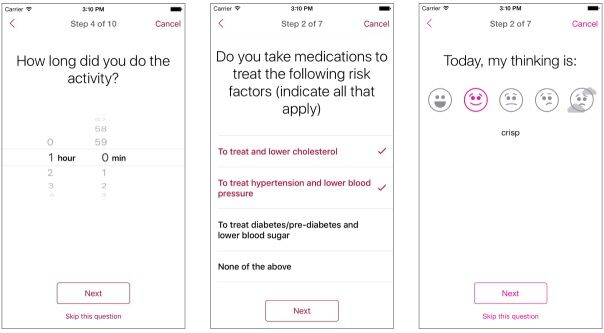 Carrier 3:10 PM
Step 4 of 10 Cancel
How long did you do the
activity?
58
0 59
1 hour 0 min
2 1
3 2
3
Next
Skip this question
Carrier 3:10 PM
Step 2 of 7 Cancel
Do you take medications to
treat the following risk
factors (indicate all that
apply)
To treat and lower cholesterol
To treat hypertension and lower blood
pressure
To treat diabetes/pre-diabetes and
lower blood sugar
None of the above
Next
Carrier 3:10 PM
Step 2 of 7 Cancel
Today, my thinking is:
crisp
Next
Skip this question